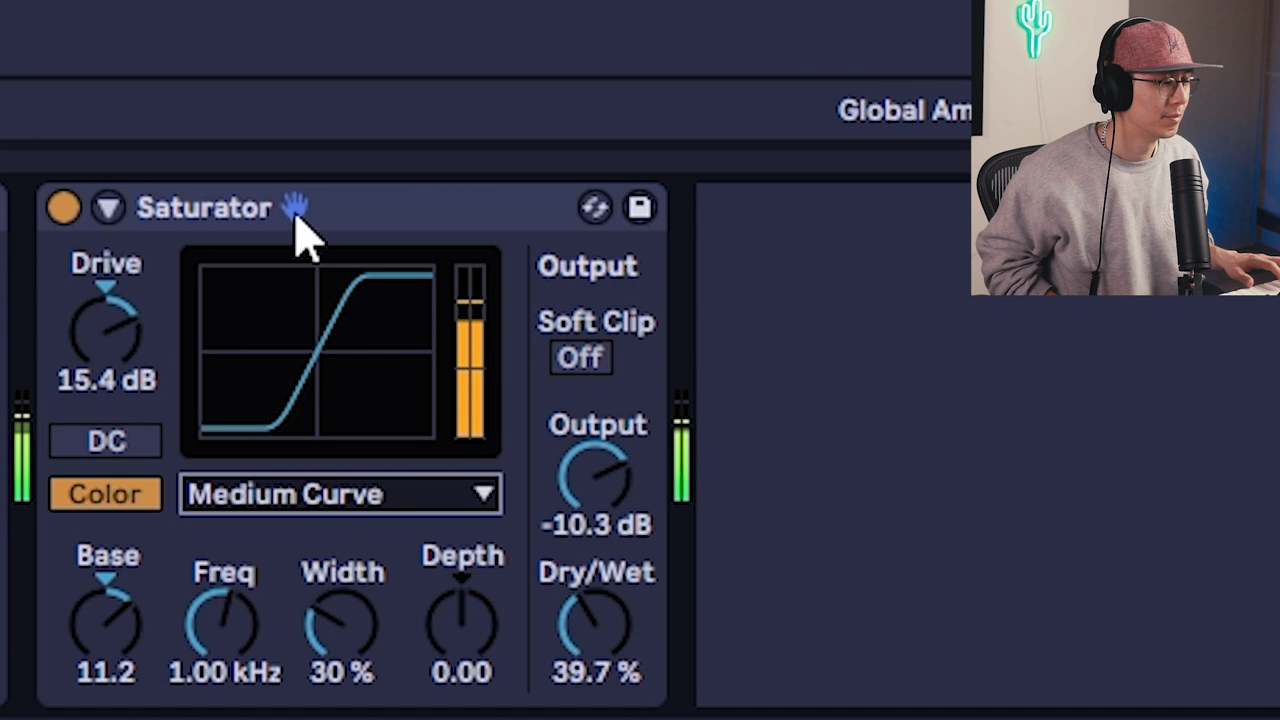 Global Am
Saturator
Drive
15.4 dB
DC
Color
Medium Curve
Base
11.2
Freq
1.00 kHz
Width
30 %
Depth
0.00
Output
Soft Clip
Off
Output
-10.3 dB
Dry/Wet
39.7 %